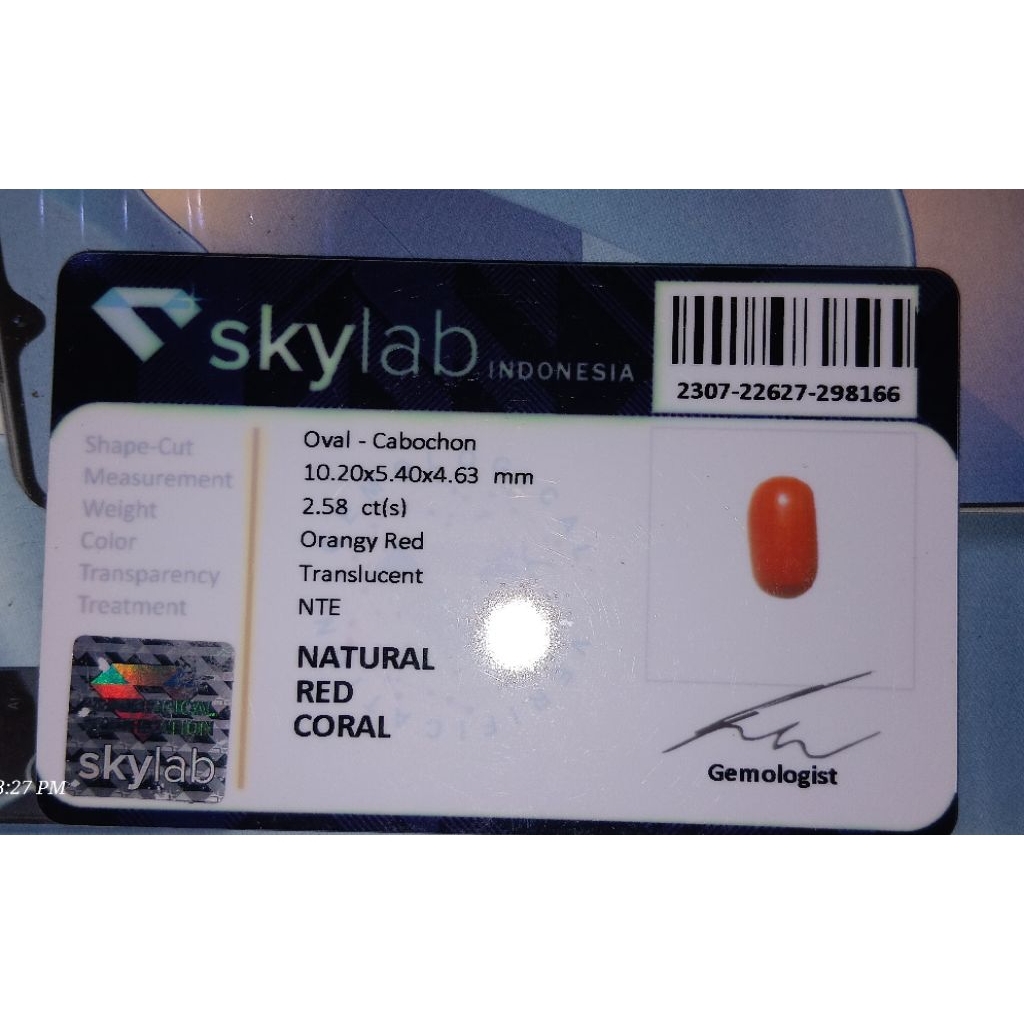 skylab INDONESIA
2307-22627-298166
Shape-Cut Oval - Cabochon
Measurement 10.20x5.40x4.63 mm
Weight 2.58 ct(s)
Color Orangy Red
Transparency Translucent
Treatment NTE
NATURAL
RED
CORAL
skylab
Gemologist
:27 PM